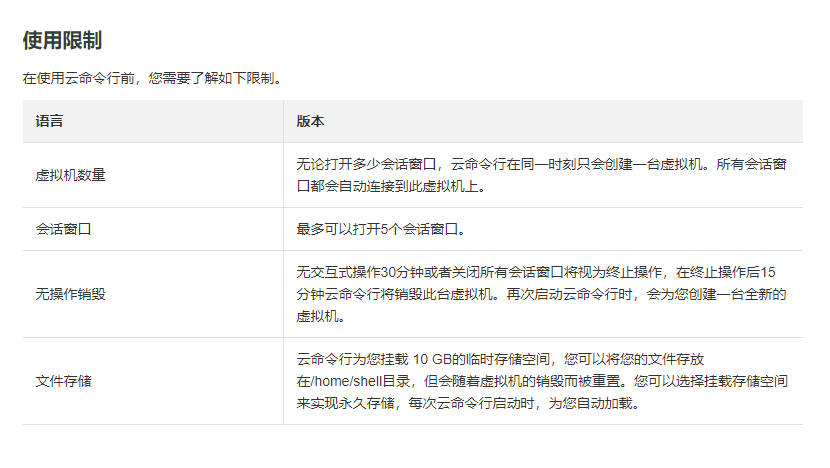 使用限制
在使用云命令行前，您需要了解如下限制。
语言
版本
虚拟机数量
无论打开多少会话窗口，云命令行在同一时刻只会创建一台虚拟机。所有会话窗
口都会自动连接到此虚拟机上。
会话窗口
最多可以打开5个会话窗口。
无操作销毁
无交互式操作30分钟或者关闭所有会话窗口将视为终止操作，在终止操作后15
分钟云命令行将销毁此台虚拟机。再次启动云命令行时，会为您创建一台全新的
虚拟机。
文件存储
云命令行为您挂载 10 GB的临时存储空间，您可以将您的文件存放
在/home/shell目录，但会随着虚拟机的销毁而被重置。您可以选择挂载存储空间
来实现永久存储，每次云命令行启动时，为您自动加载。